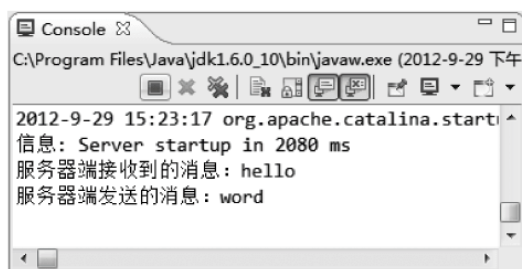 Console
C:\Program Files\Java\jdk1.6.0_10\bin\javaw.exe (2012-9-29 下午
2012-9-29 15:23:17 org.apache.catalina.start
信息: Server startup in 2080 ms
服务器端接收到的消息：hello
服务器端发送的消息：word